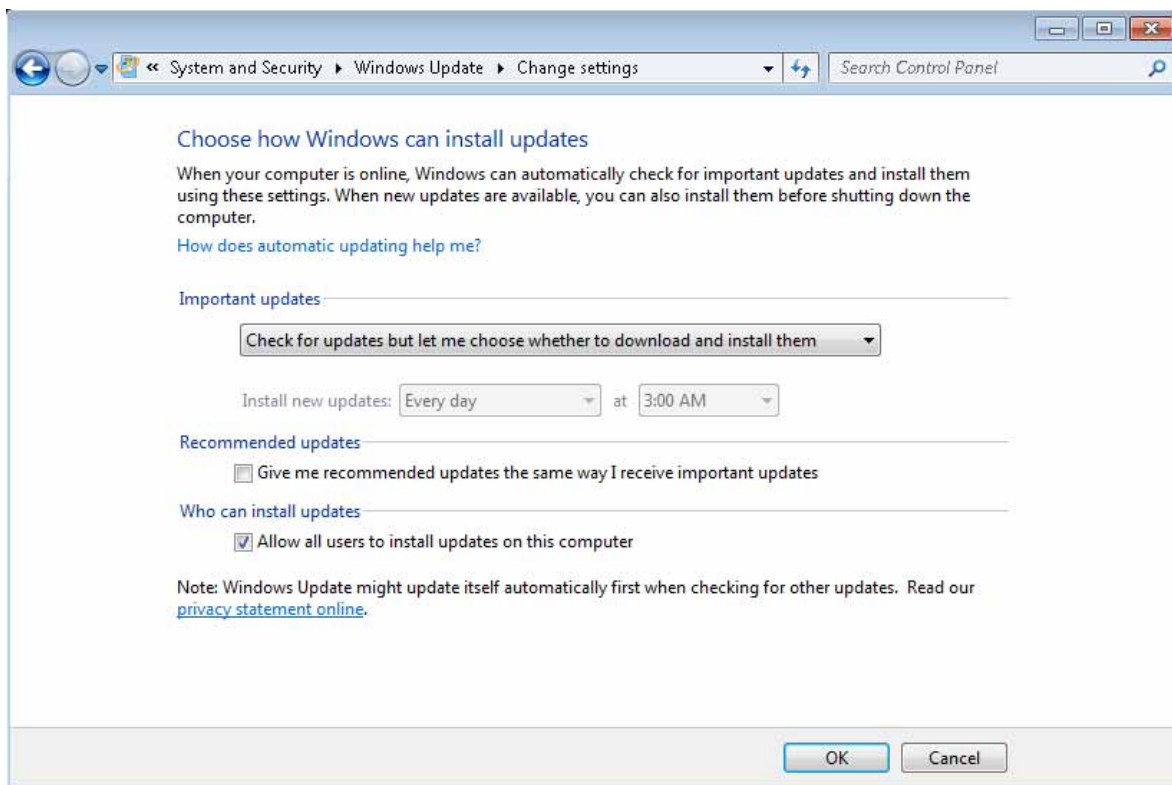 « System and Security ▸ Windows Update ▸ Change settings
Search Control Panel
Choose how Windows can install updates
When your computer is online, Windows can automatically check for important updates and install them
using these settings. When new updates are available, you can also install them before shutting down the
computer.
How does automatic updating help me?
Important updates
Check for updates but let me choose whether to download and install them
Install new updates: Every day at 3:00 AM
Recommended updates
Give me recommended updates the same way I receive important updates
Who can install updates
Allow all users to install updates on this computer
Note: Windows Update might update itself automatically first when checking for other updates. Read our
privacy statement online.
OK Cancel